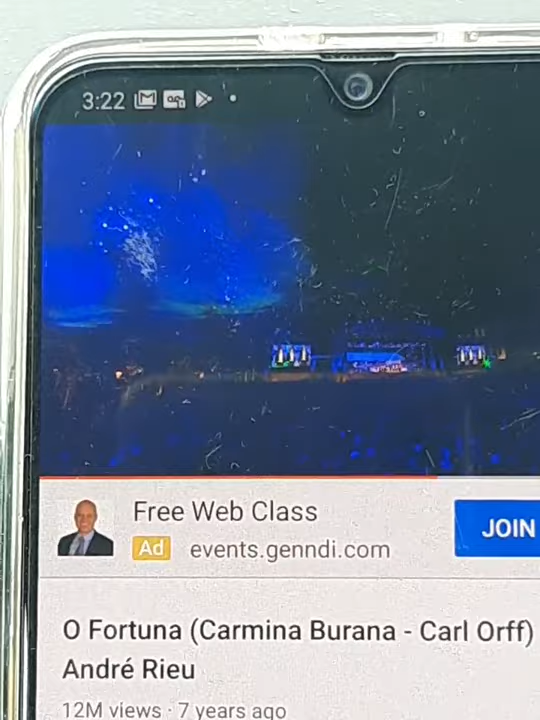 3:22
Free Web Class
Ad events.genndi.com
JOIN
O Fortuna (Carmina Burana - Carl Orff)
André Rieu
12M views · 7 years ago